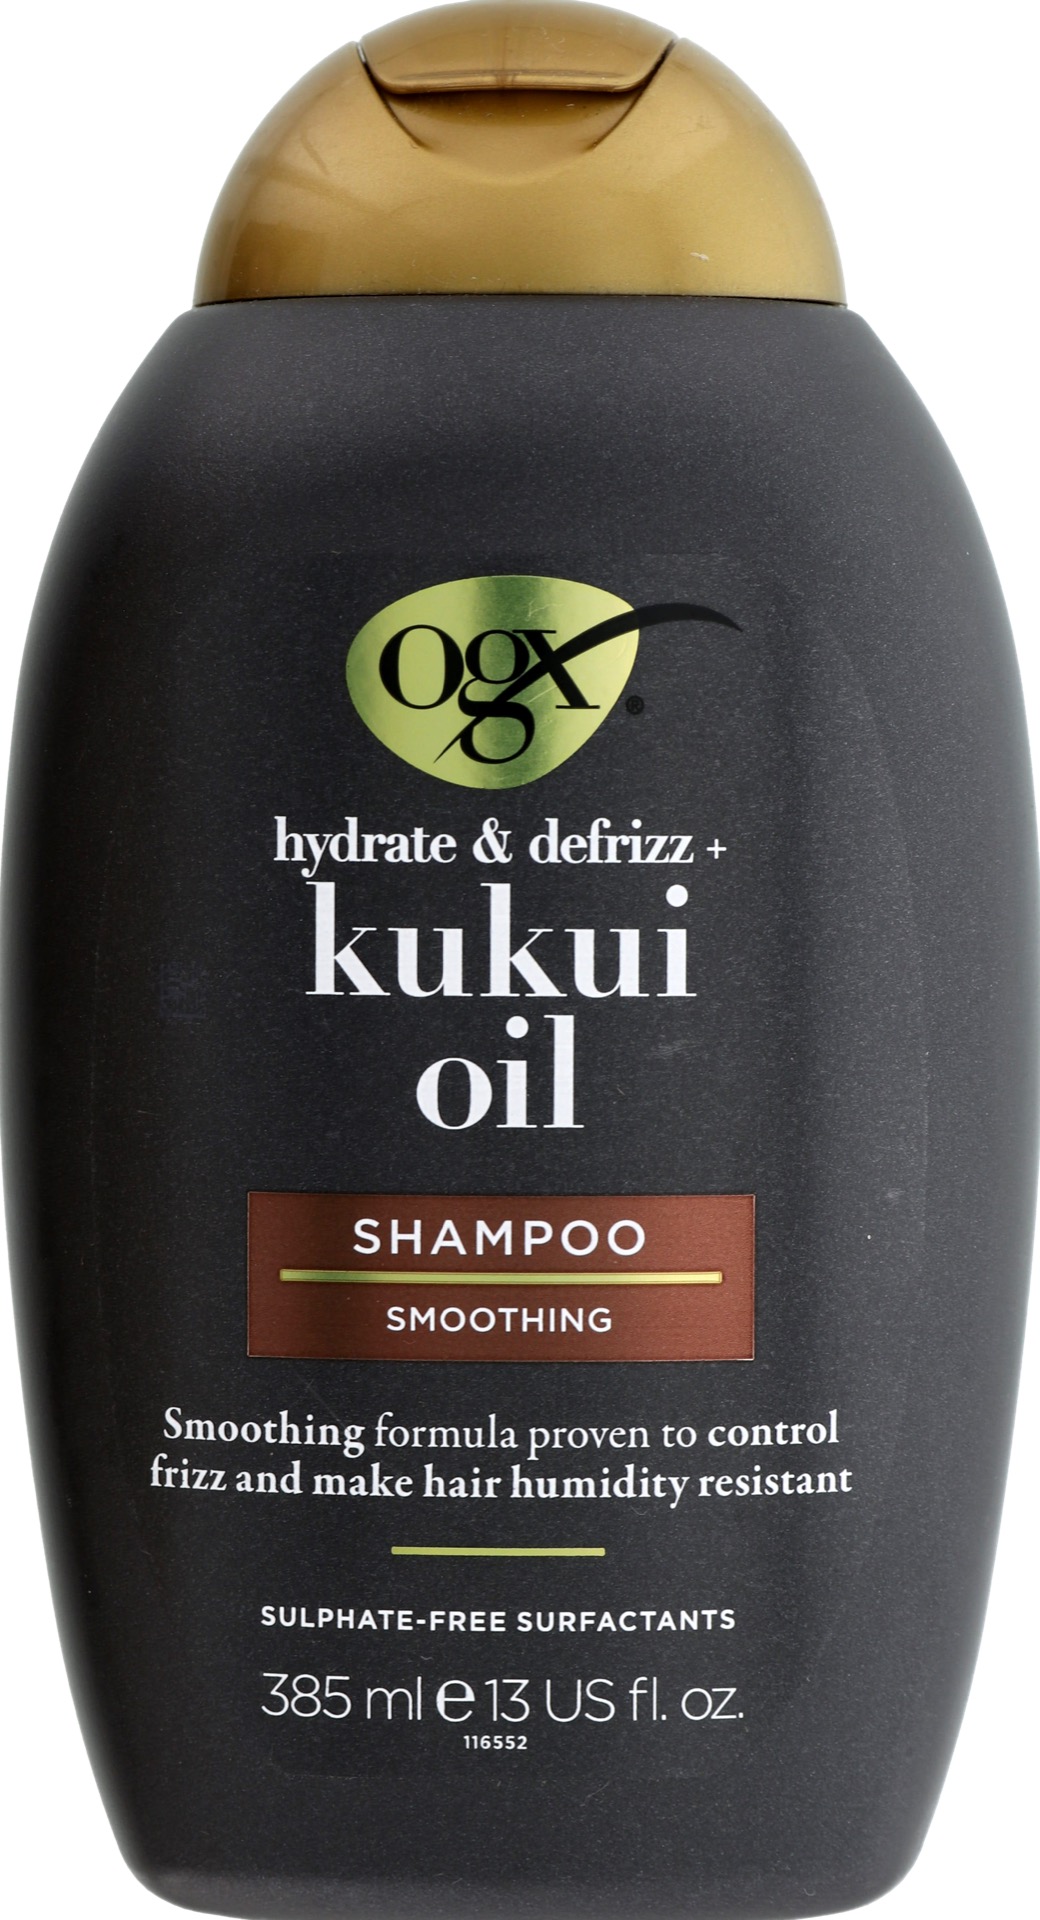 ogx®
hydrate & defrizz +
kukui
oil
SHAMPOO
SMOOTHING
Smoothing formula proven to control
frizz and make hair humidity resistant
SULPHATE-FREE SURFACTANTS
385 ml ℮ 13 US fl. oz.
116552